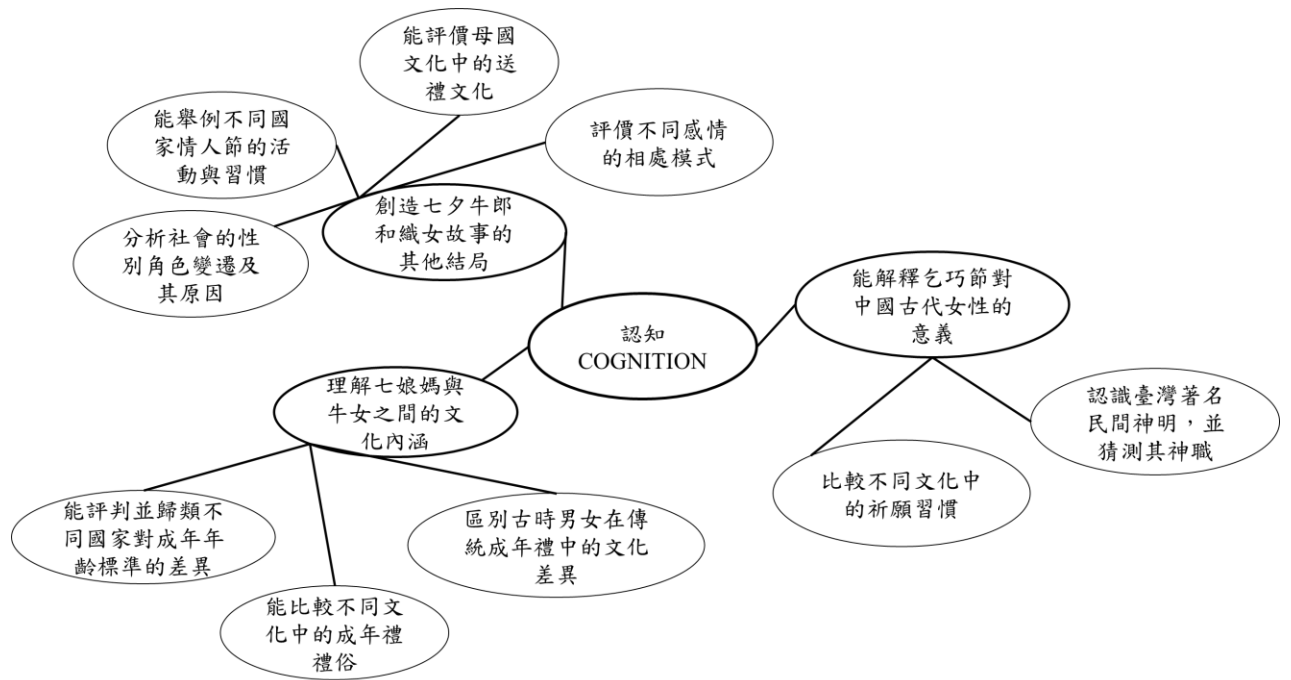 能評價母國
文化中的送
禮文化
能舉例不同國
家情人節的活
動與習慣
評價不同感情
的相處模式
分析社會的性
別角色變遷及
其原因
創造七夕牛郎
和織女故事的
其他結局
能解釋乞巧節對
中國古代女性的
意義
認知
COGNITION
理解七娘媽與
牛女之間的文
化內涵
認識臺灣著名
民間神明，並
猜測其神職
比較不同文化中
的祈願習慣
能評判並歸類不
同國家對成年年
齡標準的差異
區別古時男女在傳
統成年禮中的文化
差異
能比較不同文
化中的成年禮
禮俗